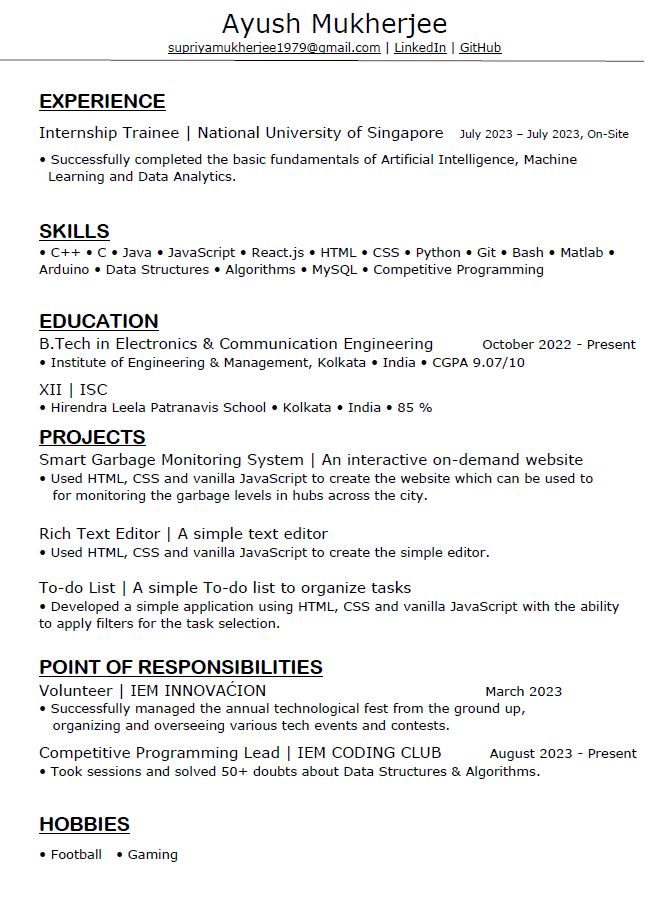 Ayush Mukherjee
supriyamukherjee1979@gmail.com | LinkedIn | GitHub
EXPERIENCE
Internship Trainee | National University of Singapore July 2023 – July 2023, On-Site
• Successfully completed the basic fundamentals of Artificial Intelligence, Machine
Learning and Data Analytics.
SKILLS
• C++ • C • Java • JavaScript • React.js • HTML • CSS • Python • Git • Bash • Matlab •
Arduino • Data Structures • Algorithms • MySQL • Competitive Programming
EDUCATION
B.Tech in Electronics & Communication Engineering October 2022 - Present
• Institute of Engineering & Management, Kolkata • India • CGPA 9.07/10
XII | ISC
• Hirendra Leela Patranavis School • Kolkata • India • 85 %
PROJECTS
Smart Garbage Monitoring System | An interactive on-demand website
• Used HTML, CSS and vanilla JavaScript to create the website which can be used to
for monitoring the garbage levels in hubs across the city.
Rich Text Editor | A simple text editor
• Used HTML, CSS and vanilla JavaScript to create the simple editor.
To-do List | A simple To-do list to organize tasks
• Developed a simple application using HTML, CSS and vanilla JavaScript with the ability
to apply filters for the task selection.
POINT OF RESPONSIBILITIES
Volunteer | IEM INNOVAĆION March 2023
• Successfully managed the annual technological fest from the ground up,
organizing and overseeing various tech events and contests.
Competitive Programming Lead | IEM CODING CLUB August 2023 - Present
• Took sessions and solved 50+ doubts about Data Structures & Algorithms.
HOBBIES
• Football • Gaming